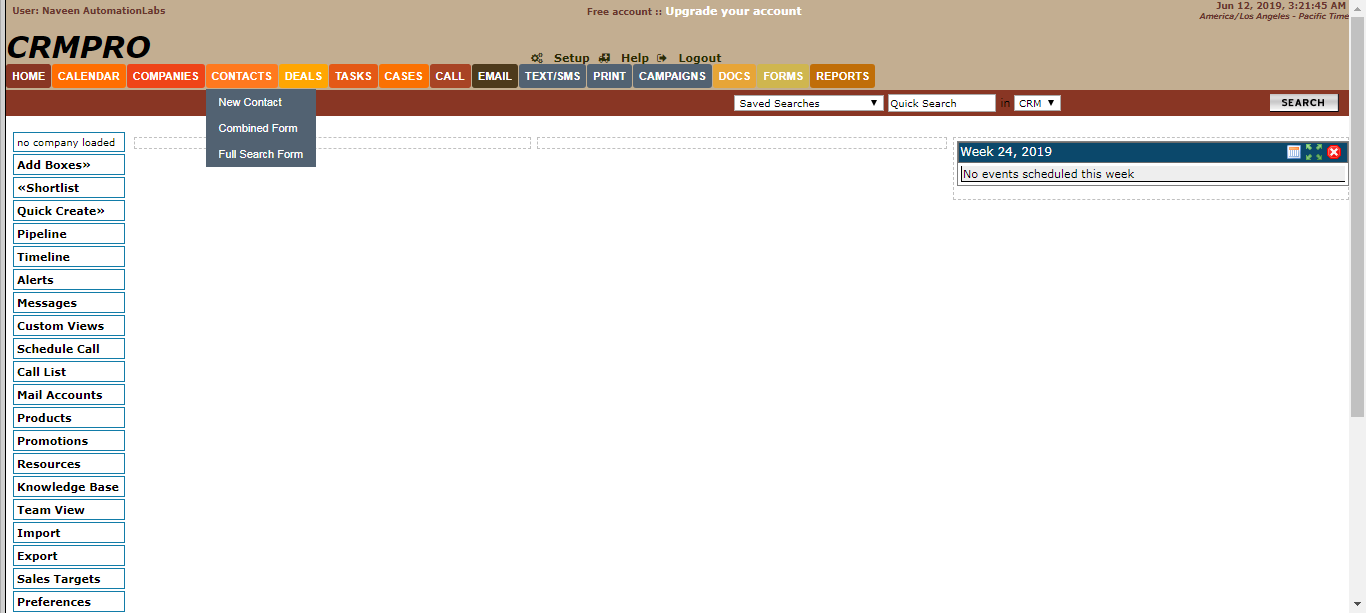 User: Naveen AutomationLabs
Free account :: Upgrade your account
Jun 12, 2019, 3:21:45 AM
America/Los Angeles - Pacific Time
CRMPRO
Setup Help Logout
HOME CALENDAR COMPANIES CONTACTS DEALS TASKS CASES CALL EMAIL TEXT/SMS PRINT CAMPAIGNS DOCS FORMS REPORTS
New Contact
Combined Form
Full Search Form
Saved Searches Quick Search in CRM SEARCH
no company loaded
Add Boxes»
«Shortlist
Quick Create»
Pipeline
Timeline
Alerts
Messages
Custom Views
Schedule Call
Call List
Mail Accounts
Products
Promotions
Resources
Knowledge Base
Team View
Import
Export
Sales Targets
Preferences
Week 24, 2019
No events scheduled this week